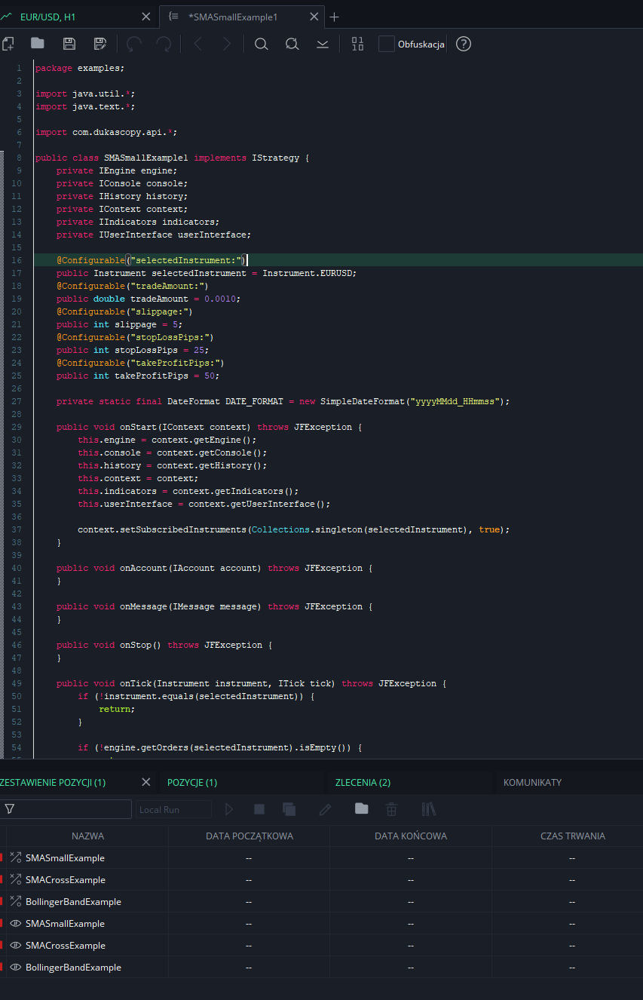 EUR/USD, H1
*SMASmallExample1
Obfuskacja
1 package examples;
2
3 import java.util.*;
4 import java.text.*;
5
6 import com.dukascopy.api.*;
7
8 public class SMASmallExample1 implements IStrategy {
9 private IEngine engine;
10 private IConsole console;
11 private IHistory history;
12 private IContext context;
13 private IIndicators indicators;
14 private IUserInterface userInterface;
15
16 @Configurable("selectedInstrument:")
17 public Instrument selectedInstrument = Instrument.EURUSD;
18 @Configurable("tradeAmount:")
19 public double tradeAmount = 0.0010;
20 @Configurable("slippage:")
21 public int slippage = 5;
22 @Configurable("stopLossPips:")
23 public int stopLossPips = 25;
24 @Configurable("takeProfitPips:")
25 public int takeProfitPips = 50;
26
27 private static final DateFormat DATE_FORMAT = new SimpleDateFormat("yyyyMMdd_HHmmss");
28
29 public void onStart(IContext context) throws JFException {
30 this.engine = context.getEngine();
31 this.console = context.getConsole();
32 this.history = context.getHistory();
33 this.context = context;
34 this.indicators = context.getIndicators();
35 this.userInterface = context.getUserInterface();
36
37 context.setSubscribedInstruments(Collections.singleton(selectedInstrument), true);
38 }
39
40 public void onAccount(IAccount account) throws JFException {
41 }
42
43 public void onMessage(IMessage message) throws JFException {
44 }
45
46 public void onStop() throws JFException {
47 }
48
49 public void onTick(Instrument instrument, ITick tick) throws JFException {
50 if (!instrument.equals(selectedInstrument)) {
51 return;
52 }
53
54 if (!engine.getOrders(selectedInstrument).isEmpty()) {
ZESTAWIENIE POZYCJI (1)
POZYCJE (1)
ZLECENIA (2)
KOMUNIKATY
Local Run
NAZWA DATA POCZĄTKOWA DATA KOŃCOWA CZAS TRWANIA
SMASmallExample -- -- --
SMACrossExample -- -- --
BollingerBandExample -- -- --
SMASmallExample -- -- --
SMACrossExample -- -- --
BollingerBandExample -- -- --